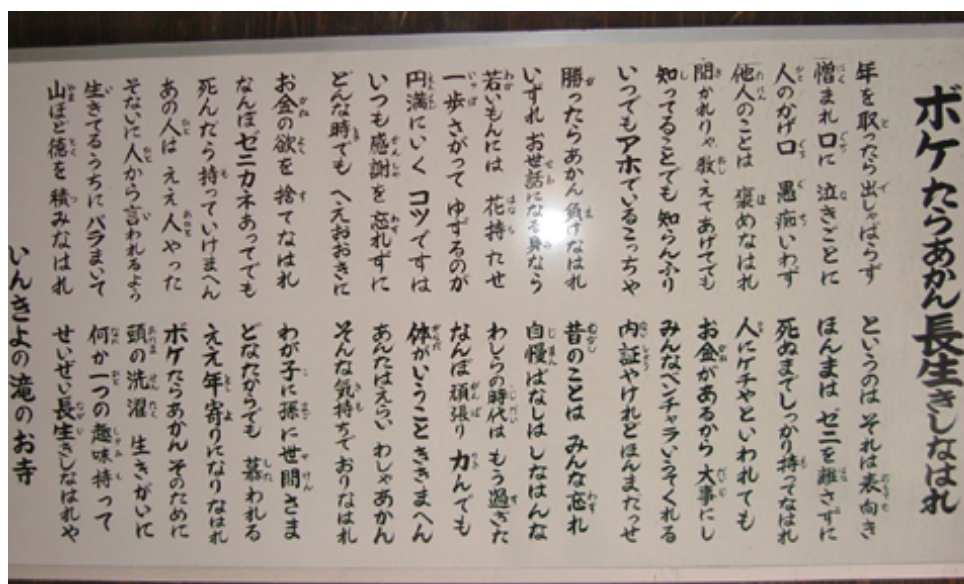 ボケたらあかん長生きしなはれ
年を取ったら出しゃばらず
憎まれ口に 泣きごとに
人のかげ口 愚痴いわず
他人のことは 褒めなはれ
聞かれりゃ教えてあげてでも
知ってることでも 知らんふり
いつでもアホでいるこっちゃ
勝ったらあかん負けなはれ
いずれお世話になる身なら
若いもんには 花持たせ
一歩さがって ゆずるのが
円満にいく コツですは
いつも感謝を 忘れずに
どんな時でも へえおおきに
お金の欲を 捨てなはれ
なんぼゼニカネあってでも
死んだら持っていけまへん
あの人は ええ人やった
そないに人から 言われるよう
生きてるうちに バラまいて
山ほど徳を 積みなはれ
というのは それは表向き
ほんまは ゼニを離さずに
死ぬまでしっかり持ってなはれ
人にケチやといわれても
お金があるから 大事にし
みんなベンチャラいうてくれる
内証やけれどほんまだっせ
昔のことは みんな忘れ
自慢ばなしは しなはんな
わしらの時代は もう過ぎた
なんぼ頑張り 力んでも
体がいうこと ききまへん
あんたはえらい わしゃあかん
そんな気持ちで おりなはれ
わが子に孫に 世間さま
どなたからでも 慕われる
ええ年寄りになりなはれ
ボケたらあかん そのために
頭の洗濯 生きがいに
何か一つの 趣味持って
せいぜい長生きしなはれや
いんきよの滝のお寺